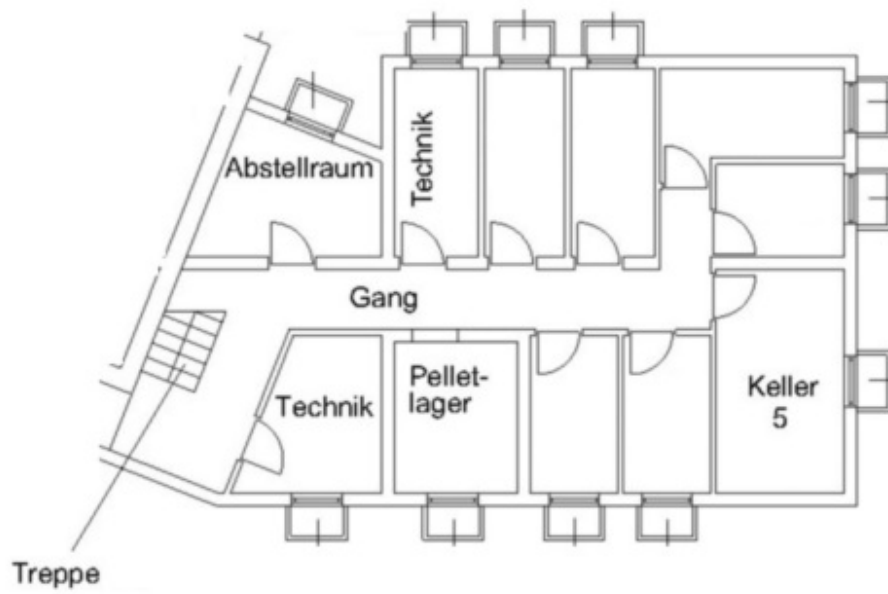 Abstellraum
Technik
Gang
Technik
Pellet-
lager
Keller
5
Treppe